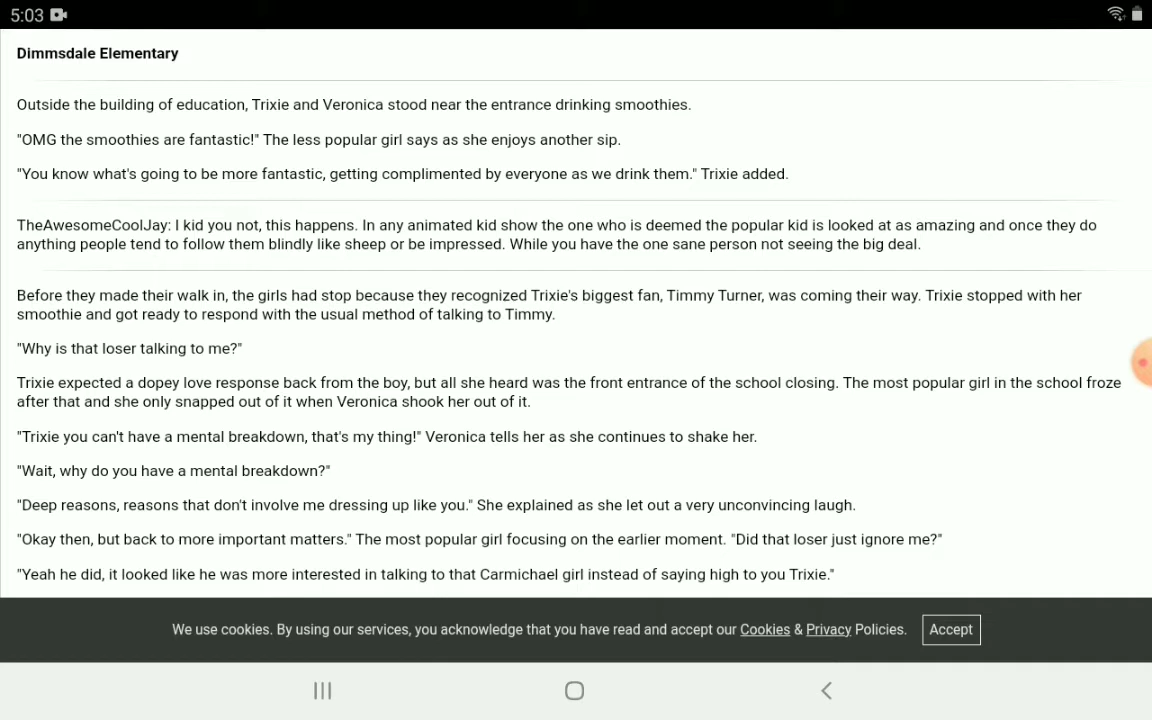 5:03
Dimmsdale Elementary
Outside the building of education, Trixie and Veronica stood near the entrance drinking smoothies.
"OMG the smoothies are fantastic!" The less popular girl says as she enjoys another sip.
"You know what's going to be more fantastic, getting complimented by everyone as we drink them." Trixie added.
TheAwesomeCoolJay: I kid you not, this happens. In any animated kid show the one who is deemed the popular kid is looked at as amazing and once they do
anything people tend to follow them blindly like sheep or be impressed. While you have the one sane person not seeing the big deal.
Before they made their walk in, the girls had stop because they recognized Trixie's biggest fan, Timmy Turner, was coming their way. Trixie stopped with her
smoothie and got ready to respond with the usual method of talking to Timmy.
"Why is that loser talking to me?"
Trixie expected a dopey love response back from the boy, but all she heard was the front entrance of the school closing. The most popular girl in the school froze
after that and she only snapped out of it when Veronica shook her out of it.
"Trixie you can't have a mental breakdown, that's my thing!" Veronica tells her as she continues to shake her.
"Wait, why do you have a mental breakdown?"
"Deep reasons, reasons that don't involve me dressing up like you." She explained as she let out a very unconvincing laugh.
"Okay then, but back to more important matters." The most popular girl focusing on the earlier moment. "Did that loser just ignore me?"
"Yeah he did, it looked like he was more interested in talking to that Carmichael girl instead of saying high to you Trixie."
We use cookies. By using our services, you acknowledge that you have read and accept our Cookies & Privacy Policies. Accept